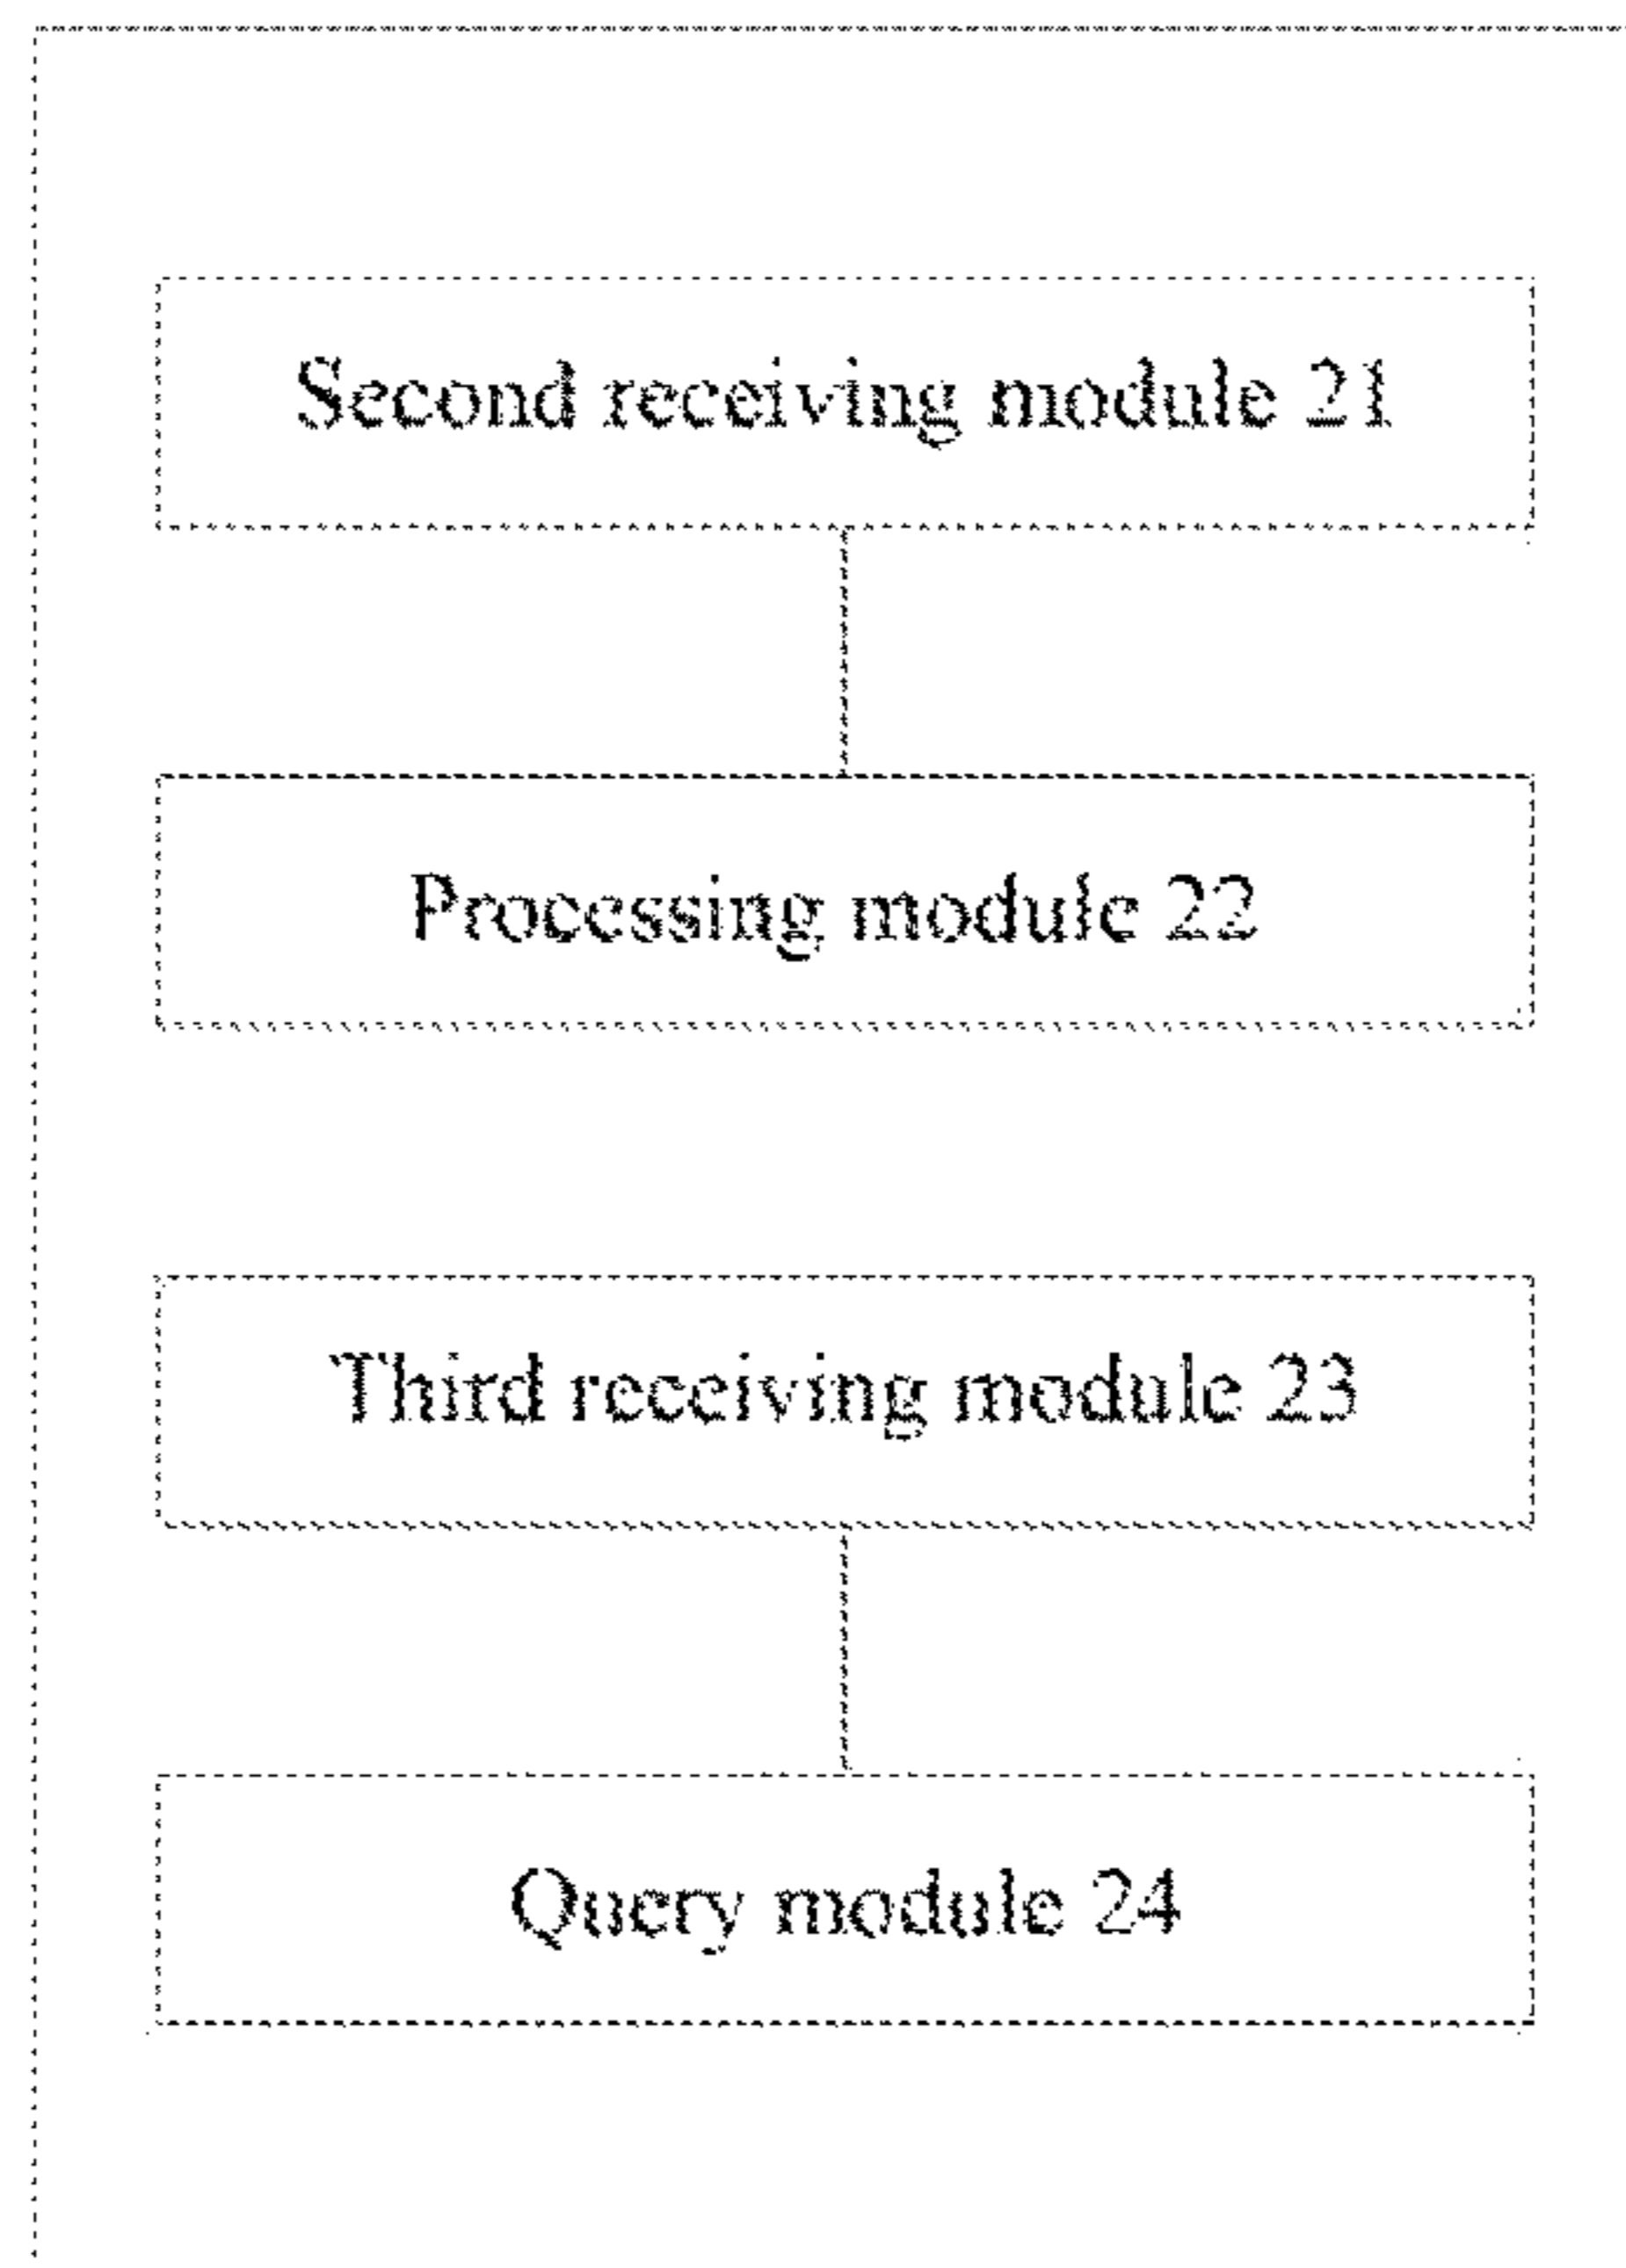 Second receiving module 21
Processing module 22
Third receiving module 23
Query module 24